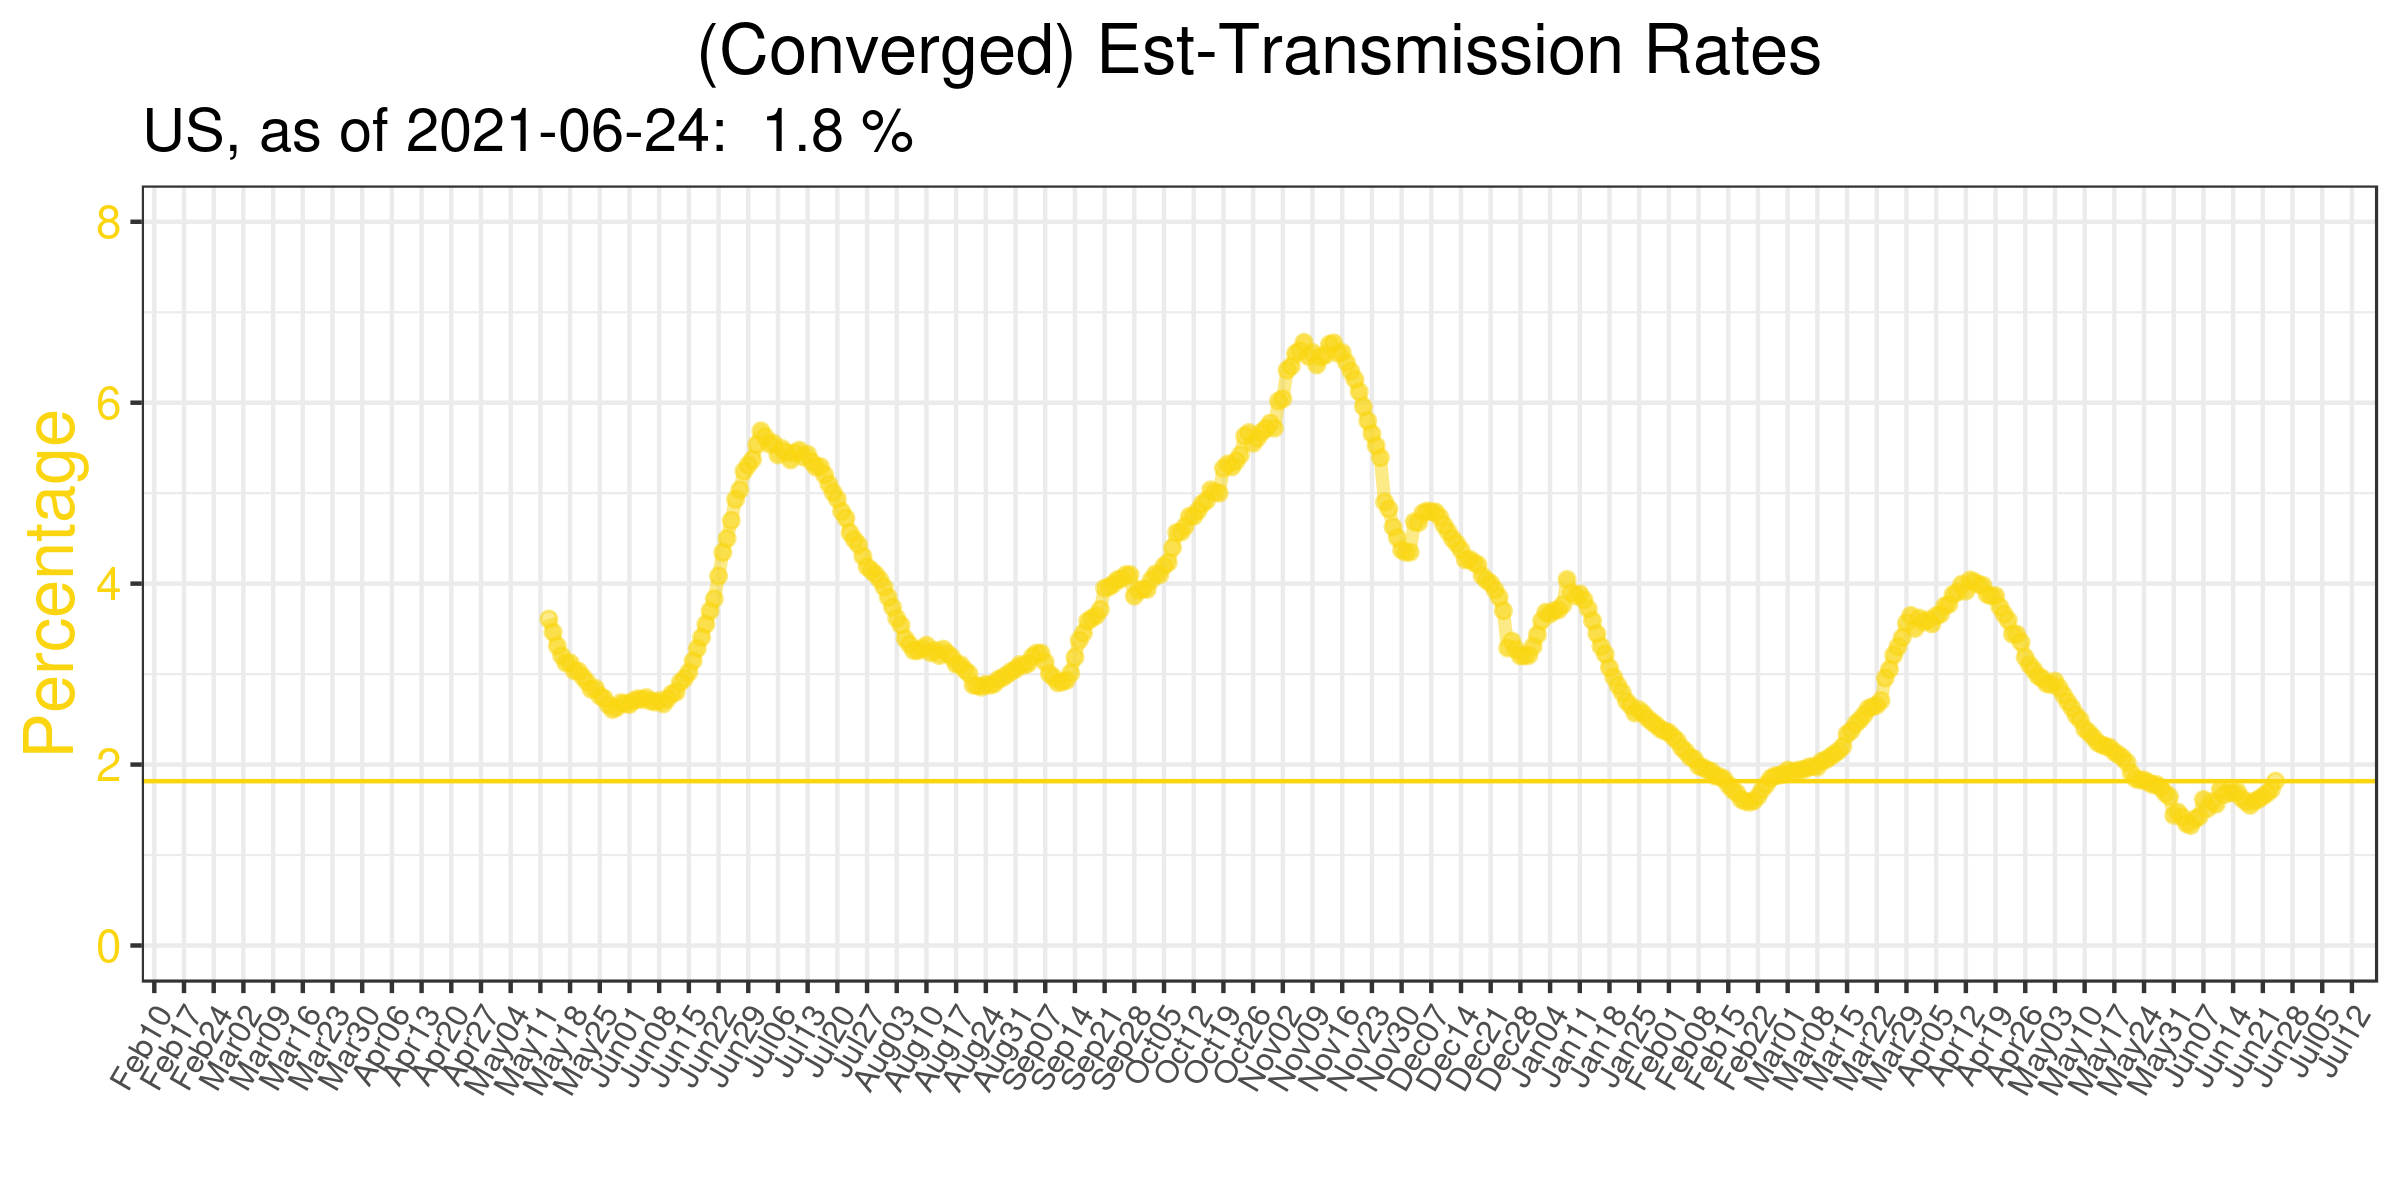 (Converged) Est-Transmission Rates
US, as of 2021-06-24:  1.8 %
Percentage
8
6
4
2
0
Feb10
Feb17
Feb24
Mar02
Mar09
Mar16
Mar23
Mar30
Apr06
Apr13
Apr20
Apr27
May04
May11
May18
May25
Jun01
Jun08
Jun15
Jun22
Jun29
Jul06
Jul13
Jul20
Jul27
Aug03
Aug10
Aug17
Aug24
Aug31
Sep07
Sep14
Sep21
Sep28
Oct05
Oct12
Oct19
Oct26
Nov02
Nov09
Nov16
Nov23
Nov30
Dec07
Dec14
Dec21
Dec28
Jan04
Jan11
Jan18
Jan25
Feb01
Feb08
Feb15
Feb22
Mar01
Mar08
Mar15
Mar22
Mar29
Apr05
Apr12
Apr19
Apr26
May03
May10
May17
May24
May31
Jun07
Jun14
Jun21
Jun28
Jul05
Jul12